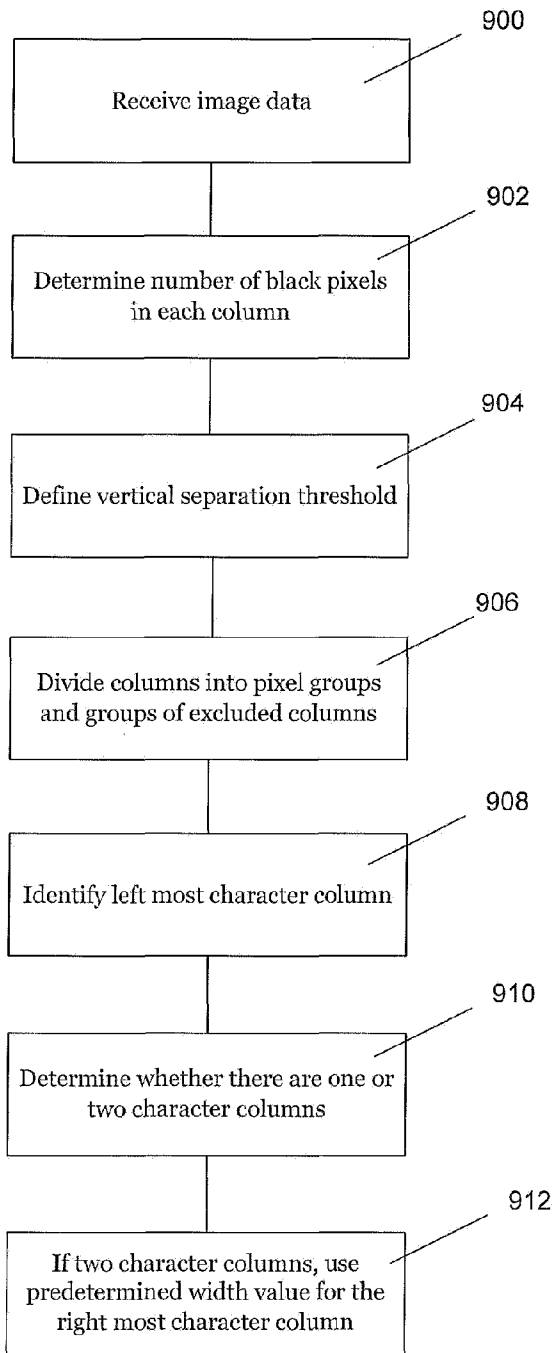 900
Receive image data
902
Determine number of black pixels
in each column
904
Define vertical separation threshold
906
Divide columns into pixel groups
and groups of excluded columns
908
Identify left most character column
910
Determine whether there are one or
two character columns
912
If two character columns, use
predetermined width value for the
right most character column